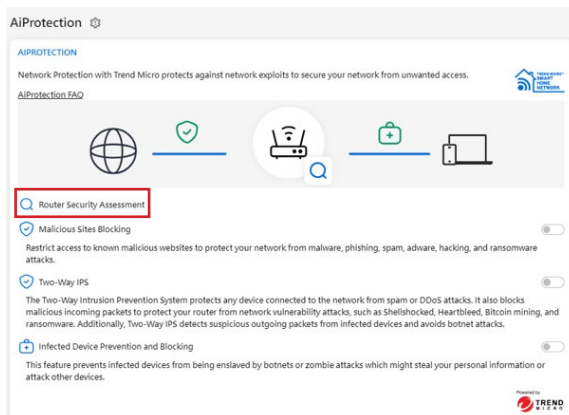 AiProtection
AIPROTECTION
Network Protection with Trend Micro protects against network exploits to secure your network from unwanted access.
TREND MICRO™
SMART
HOME
NETWORK
AiProtection FAQ
Router Security Assessment
Malicious Sites Blocking
Restrict access to known malicious websites to protect your network from malware, phishing, spam, adware, hacking, and ransomware
attacks.
Two-Way IPS
The Two-Way Intrusion Prevention System protects any device connected to the network from spam or DDoS attacks. It also blocks
malicious incoming packets to protect your router from network vulnerability attacks, such as Shellshocked, Heartbleed, Bitcoin mining, and
ransomware. Additionally, Two-Way IPS detects suspicious outgoing packets from infected devices and avoids botnet attacks.
Infected Device Prevention and Blocking
This feature prevents infected devices from being enslaved by botnets or zombie attacks which might steal your personal information or
attack other devices.
Powered by
TREND
MICRO